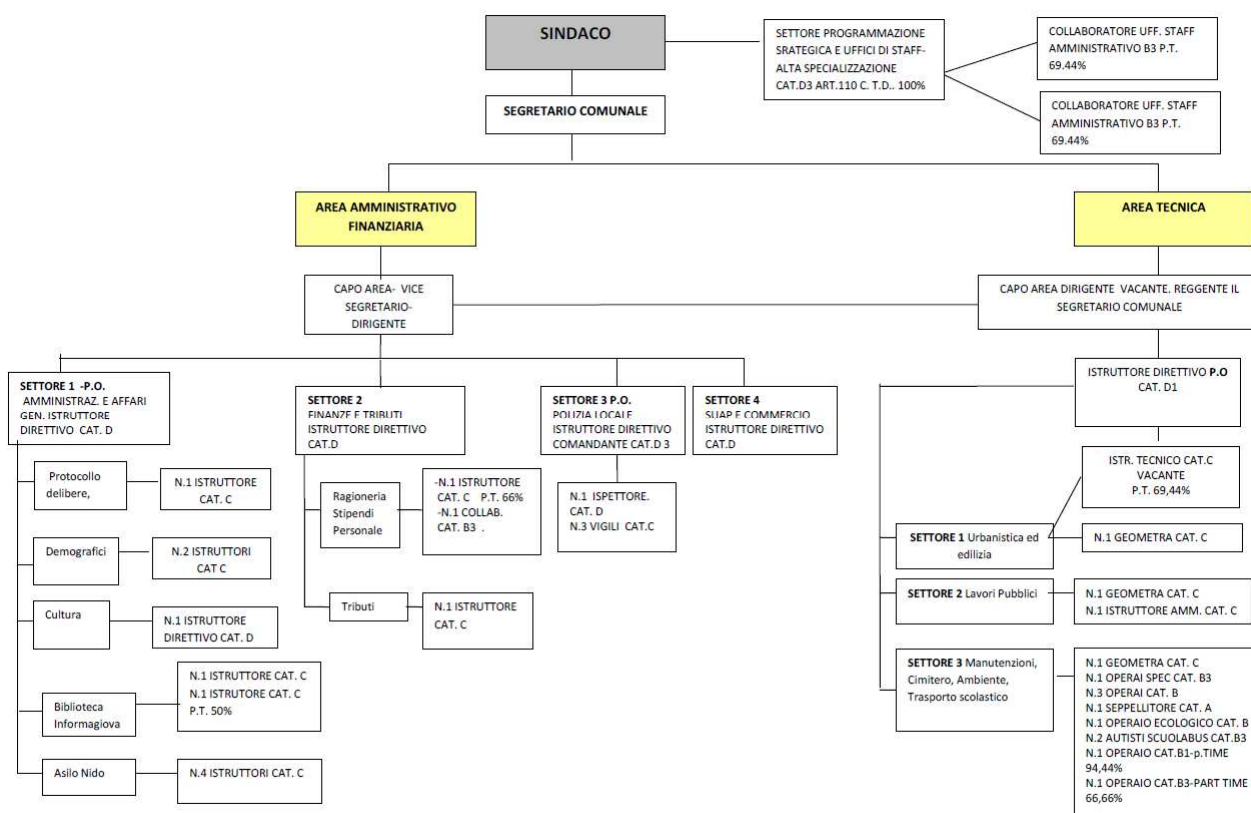 SINDACO
SETTORE PROGRAMMAZIONE
SRATEGICA E UFFICI DI STAFF-
ALTA SPECIALIZZAZIONE
CAT.D3 ART.110 C. T.D.. 100%
COLLABORATORE UFF. STAFF
AMMINISTRATIVO B3 P.T.
69.44%
COLLABORATORE UFF. STAFF
AMMINISTRATIVO B3 P.T.
69.44%
SEGRETARIO COMUNALE
AREA AMMINISTRATIVO
FINANZIARIA
AREA TECNICA
CAPO AREA- VICE
SEGRETARIO-
DIRIGENTE
CAPO AREA DIRIGENTE VACANTE. REGGENTE IL
SEGRETARIO COMUNALE
SETTORE 1 -P.O.
AMMINISTRAZ. E AFFARI
GEN. ISTRUTTORE
DIRETTIVO CAT. D
SETTORE 2
FINANZE E TRIBUTI
ISTRUTTORE DIRETTIVO
CAT.D
SETTORE 3 P.O.
POLIZIA LOCALE
ISTRUTTORE DIRETTIVO
COMANDANTE CAT.D 3
SETTORE 4
SUAP E COMMERCIO
ISTRUTTORE DIRETTIVO
CAT.D
ISTRUTTORE DIRETTIVO P.O
CAT. D1
ISTR. TECNICO CAT.C
VACANTE
P.T. 69,44%
Protocollo
delibere,
N.1 ISTRUTTORE
CAT. C
Demografici
N.2 ISTRUTTORI
CAT C
Cultura
N.1 ISTRUTTORE
DIRETTIVO CAT. D
Biblioteca
Informagiova
N.1 ISTRUTTORE CAT. C
N.1 ISTRUTORE CAT. C
P.T. 50%
Asilo Nido
N.4 ISTRUTTORI CAT. C
Ragioneria
Stipendi
Personale
-N.1 ISTRUTTORE
CAT. C P.T. 66%
-N.1 COLLAB.
CAT. B3 .
Tributi
N.1 ISTRUTTORE
CAT. C
N.1 ISPETTORE.
CAT. D
N.3 VIGILI CAT.C
SETTORE 1 Urbanistica ed
edilizia
N.1 GEOMETRA CAT. C
SETTORE 2 Lavori Pubblici
N.1 GEOMETRA CAT. C
N.1 ISTRUTTORE AMM. CAT. C
SETTORE 3 Manutenzioni,
Cimitero, Ambiente,
Trasporto scolastico
N.1 GEOMETRA CAT. C
N.1 OPERAI SPEC CAT. B3
N.3 OPERAI CAT. B
N.1 SEPPELLITORE CAT. A
N.1 OPERAIO ECOLOGICO CAT. B
N.2 AUTISTI SCUOLABUS CAT.B3
N.1 OPERAIO CAT.B1-p.TIME
94,44%
N.1 OPERAIO CAT.B3-PART TIME
66,66%